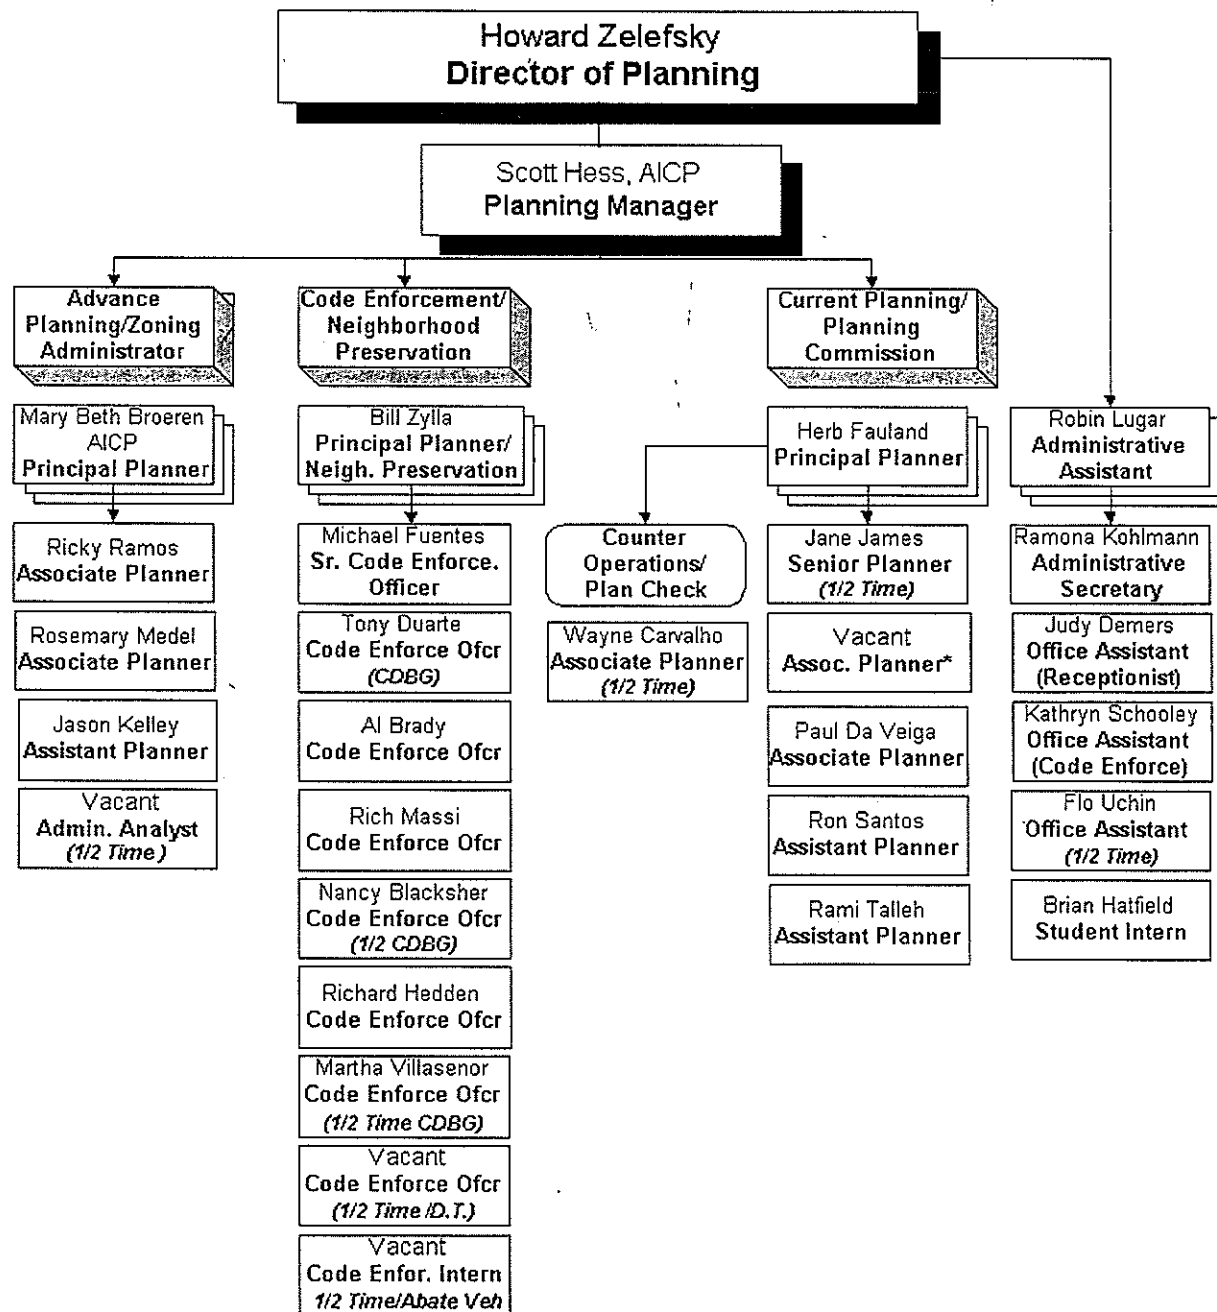 Howard Zelefsky
Director of Planning
Scott Hess, AICP
Planning Manager
Advance
Planning/Zoning
Administrator
Code Enforcement/
Neighborhood
Preservation
Current Planning/
Planning
Commission
Mary Beth Broeren
AICP
Principal Planner
Bill Zylla
Principal Planner/
Neigh. Preservation
Herb Fauland
Principal Planner
Robin Lugar
Administrative
Assistant
Ricky Ramos
Associate Planner
Rosemary Medel
Associate Planner
Jason Kelley
Assistant Planner
Vacant
Admin. Analyst
(1/2 Time)
Michael Fuentes
Sr. Code Enforce.
Officer
Tony Duarte
Code Enforce Ofcr
(CDBG)
Al Brady
Code Enforce Ofcr
Rich Massi
Code Enforce Ofcr
Nancy Blacksher
Code Enforce Ofcr
(1/2 CDBG)
Richard Hedden
Code Enforce Ofcr
Martha Villasenor
Code Enforce Ofcr
(1/2 Time CDBG)
Vacant
Code Enforce Ofcr
(1/2 Time /D.T.)
Vacant
Code Enfor. Intern
1/2 Time/Abate Veh
Counter
Operations/
Plan Check
Wayne Carvalho
Associate Planner
(1/2 Time)
Jane James
Senior Planner
(1/2 Time)
Vacant
Assoc. Planner*
Paul Da Veiga
Associate Planner
Ron Santos
Assistant Planner
Rami Talleh
Assistant Planner
Ramona Kohlmann
Administrative
Secretary
Judy Demers
Office Assistant
(Receptionist)
Kathryn Schooley
Office Assistant
(Code Enforce)
Flo Uchin
Office Assistant
(1/2 Time)
Brian Hatfield
Student Intern